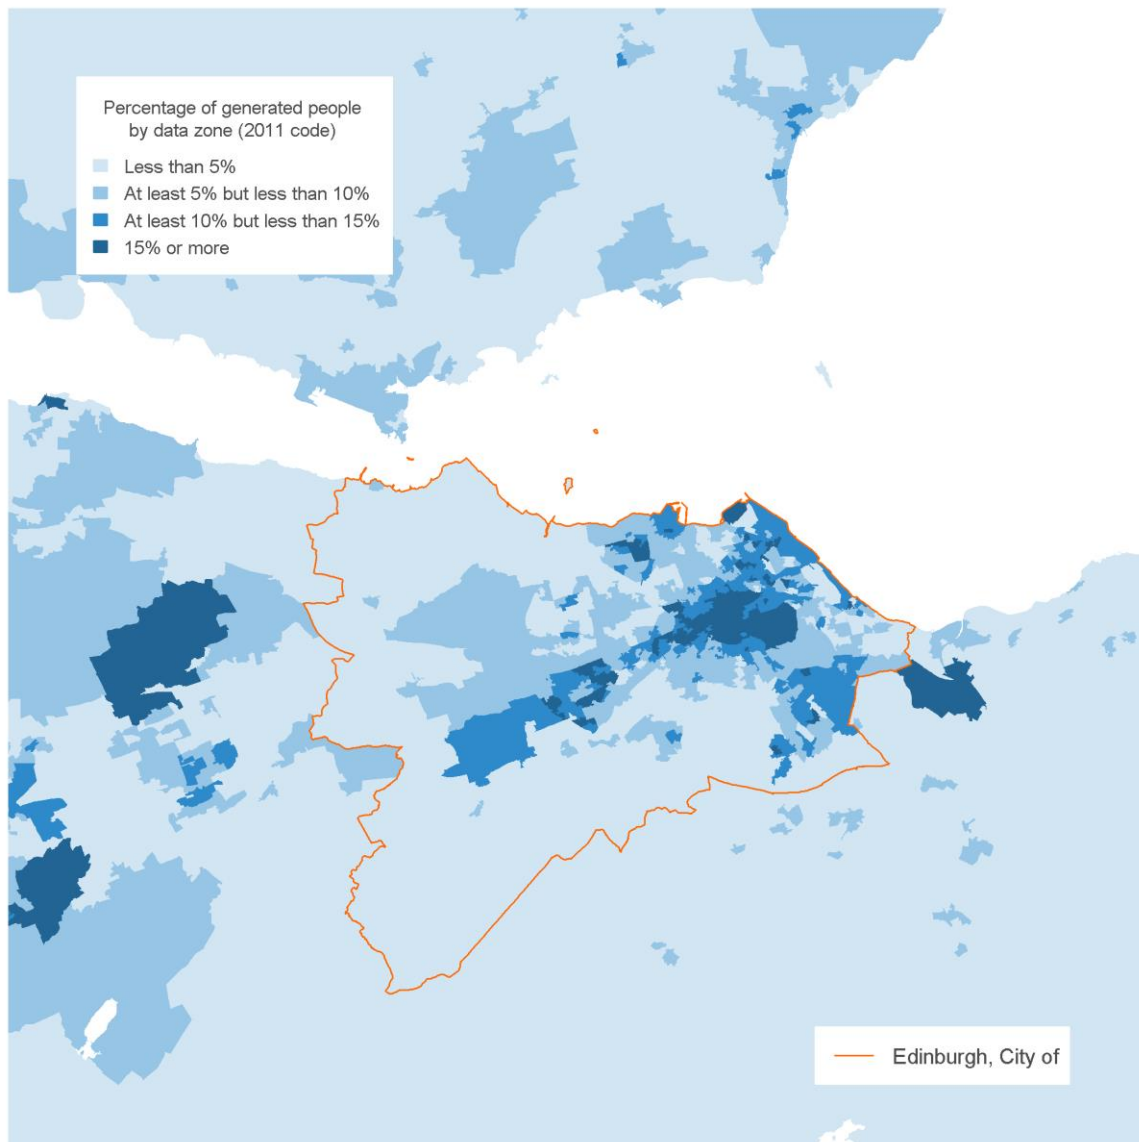 Percentage of generated people
by data zone (2011 code)
Less than 5%
At least 5% but less than 10%
At least 10% but less than 15%
15% or more
Edinburgh, City of